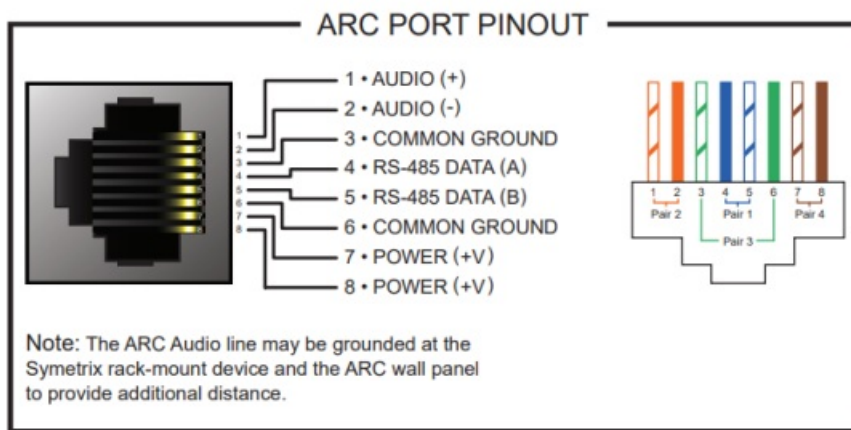 ARC PORT PINOUT
1 • AUDIO (+)
2 • AUDIO (-)
3 • COMMON GROUND
4 • RS-485 DATA (A)
5 • RS-485 DATA (B)
6 • COMMON GROUND
7 • POWER (+V)
8 • POWER (+V)
1
2
3
4
5
6
7
8
1 2 3 4 5 6 7 8
Pair 2 Pair 1 Pair 4
Pair 3
Note: The ARC Audio line may be grounded at the
Symetrix rack-mount device and the ARC wall panel
to provide additional distance.